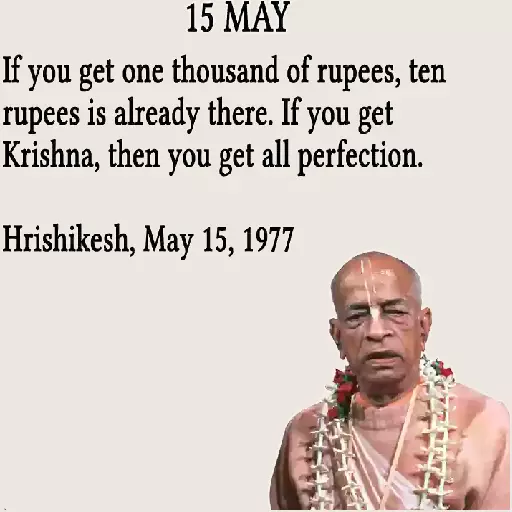 15 MAY
If you get one thousand of rupees, ten
rupees is already there. If you get
Krishna, then you get all perfection.
Hrishikesh, May 15, 1977